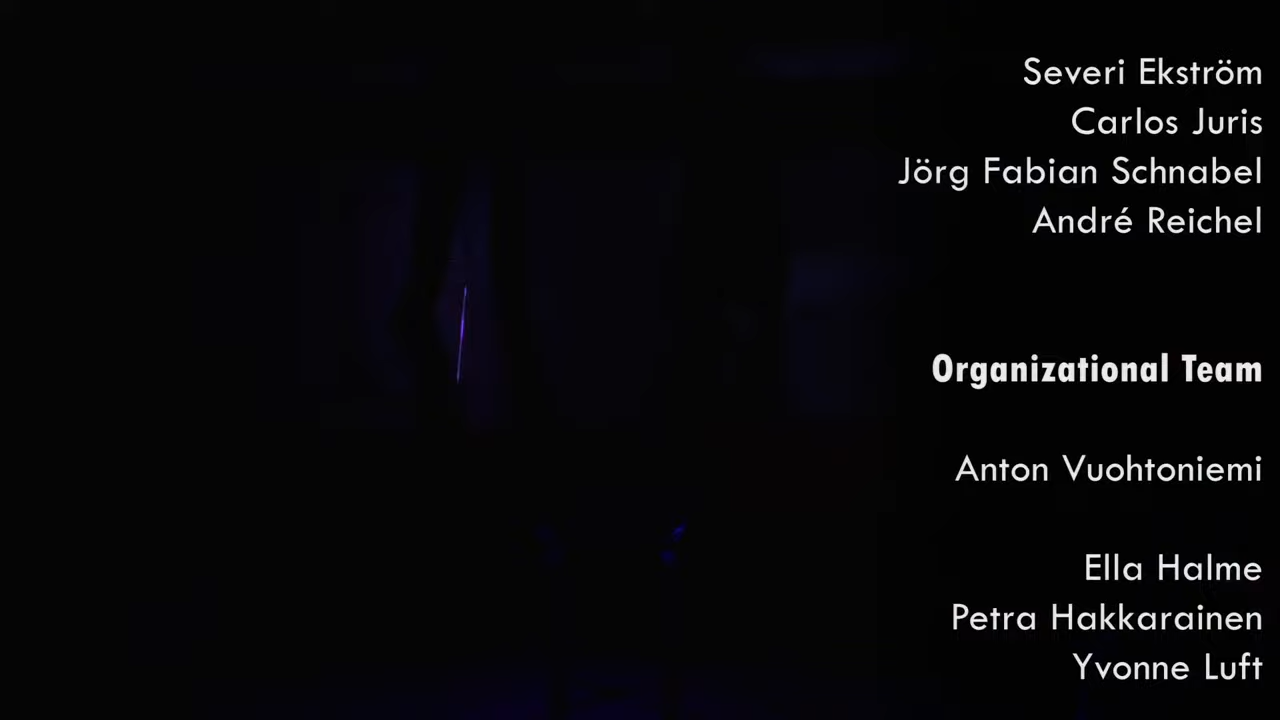 Severi Ekström
Carlos Juris
Jörg Fabian Schnabel
André Reichel
Organizational Team
Anton Vuohtoniemi
Ella Halme
Petra Hakkarainen
Yvonne Luft